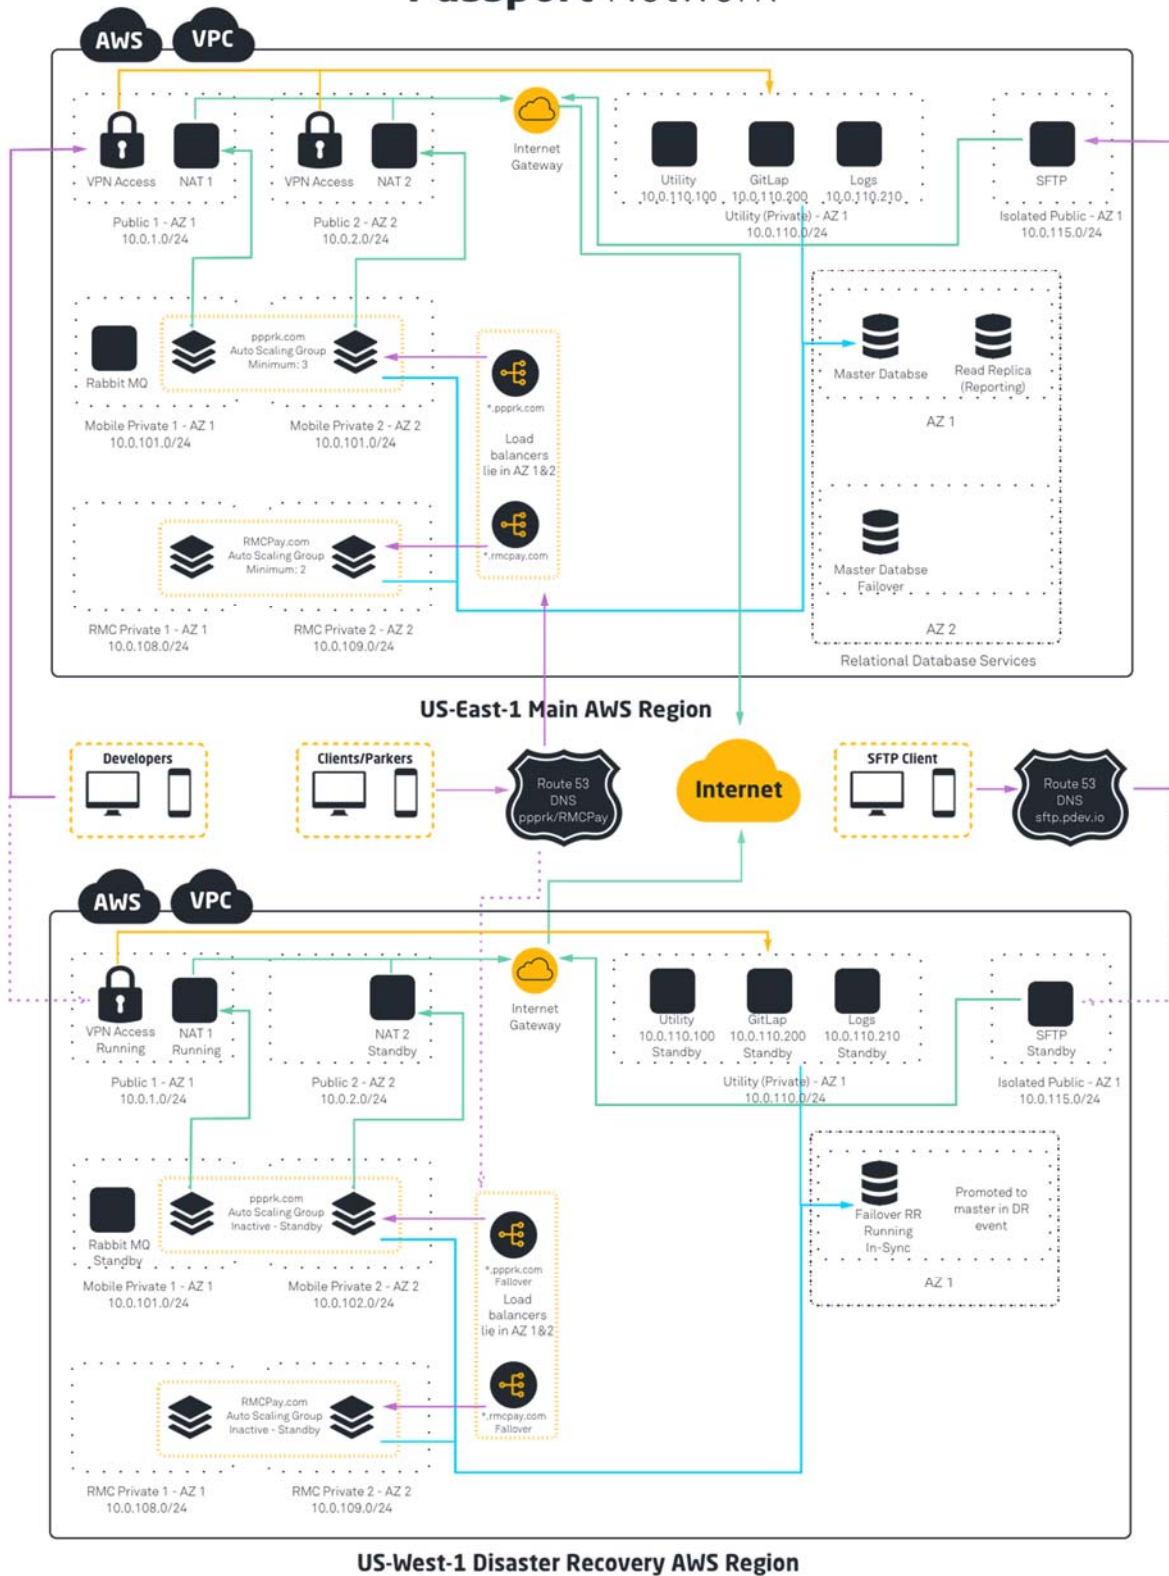 Passport Network
AWS
VPC
VPN Access
NAT 1
VPN Access
NAT 2
Public 1 - AZ 1
10.0.1.0/24
Public 2 - AZ 2
10.0.2.0/24
Internet
Gateway
Utility
10.0.110.100
GitLap
10.0.110.200
Logs
10.0.110.210
Utility (Private) - AZ 1
10.0.110.0/24
SFTP
Isolated Public - AZ 1
10.0.115.0/24
Rabbit MQ
ppprk.com
Auto Scaling Group
Minimum: 3
Mobile Private 1 - AZ 1
10.0.101.0/24
Mobile Private 2 - AZ 2
10.0.101.0/24
*.ppprk.com
Load
balancers
lie in AZ 1&2
*.rmcpay.com
Master Databse
Read Replica
(Reporting)
AZ 1
Master Databse
Failover
AZ 2
Relational Database Services
RMCPay.com
Auto Scaling Group
Minimum: 2
RMC Private 1 - AZ 1
10.0.108.0/24
RMC Private 2 - AZ 2
10.0.109.0/24
US-East-1 Main AWS Region
Developers
Clients/Parkers
Route 53
DNS
ppprk/RMCPay
Internet
SFTP Client
Route 53
DNS
sftp.pdev.io
AWS
VPC
VPN Access
Running
NAT 1
Running
NAT 2
Standby
Public 1 - AZ 1
10.0.1.0/24
Public 2 - AZ 2
10.0.2.0/24
Internet
Gateway
Utility
10.0.110.100
Standby
GitLap
10.0.110.200
Standby
Logs
10.0.110.210
Standby
Utility (Private) - AZ 1
10.0.110.0/24
SFTP
Standby
Isolated Public - AZ 1
10.0.115.0/24
Rabbit MQ
Standby
ppprk.com
Auto Scaling Group
Inactive - Standby
Mobile Private 1 - AZ 1
10.0.101.0/24
Mobile Private 2 - AZ 2
10.0.102.0/24
*.ppprk.com
Fallover
Load
balancers
lie in AZ 1&2
*.rmcpay.com
Fallover
Failover RR
Running
In-Sync
Promoted to
master in DR
event
AZ 1
RMCPay.com
Auto Scaling Group
Inactive - Standby
RMC Private 1 - AZ 1
10.0.108.0/24
RMC Private 2 - AZ 2
10.0.109.0/24
US-West-1 Disaster Recovery AWS Region